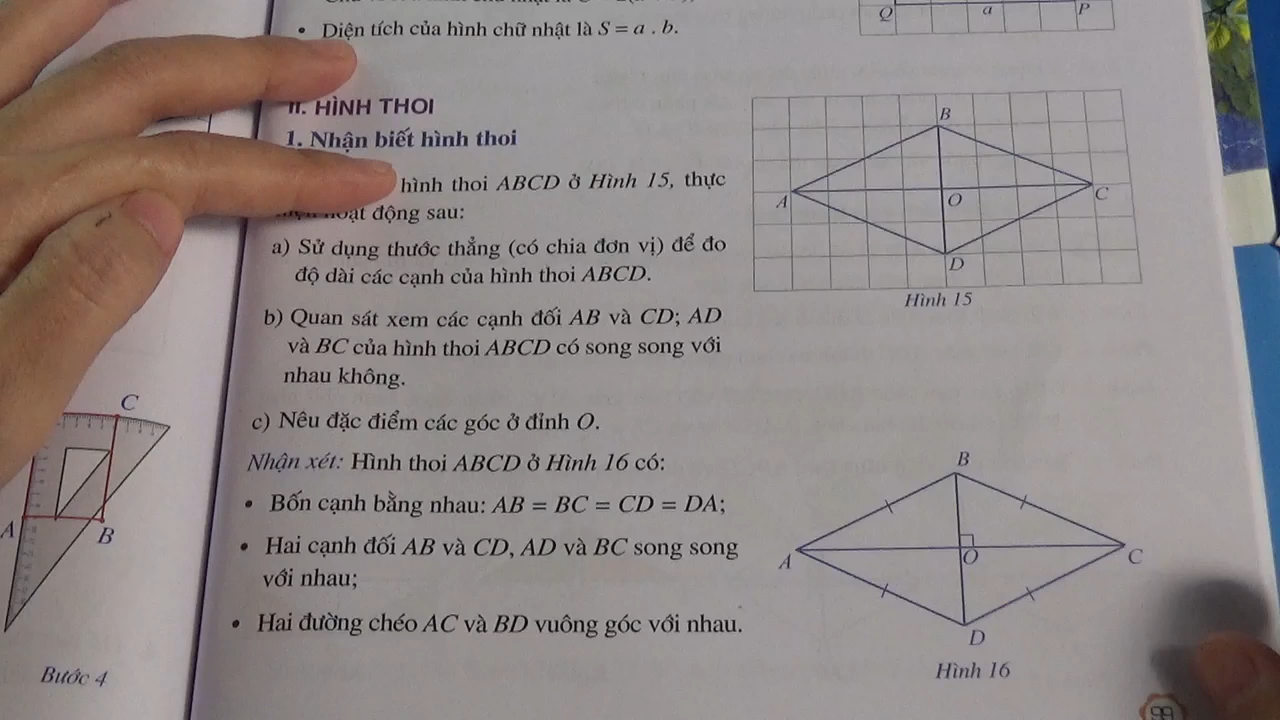 • Diện tích của hình chữ nhật là S = a . b.
Q a P
II. HÌNH THOI
1. Nhận biết hình thoi
hình thoi ABCD ở Hình 15, thực
hoạt động sau:
a) Sử dụng thước thẳng (có chia đơn vị) để đo
độ dài các cạnh của hình thoi ABCD.
b) Quan sát xem các cạnh đối AB và CD; AD
và BC của hình thoi ABCD có song song với
nhau không.
c) Nêu đặc điểm các góc ở đỉnh O.
Nhận xét: Hình thoi ABCD ở Hình 16 có:
• Bốn cạnh bằng nhau: AB = BC = CD = DA;
• Hai cạnh đối AB và CD, AD và BC song song
với nhau;
• Hai đường chéo AC và BD vuông góc với nhau.
B
A O C
D
Hình 15
B
A O C
D
Hình 16
C
A B
Bước 4
99